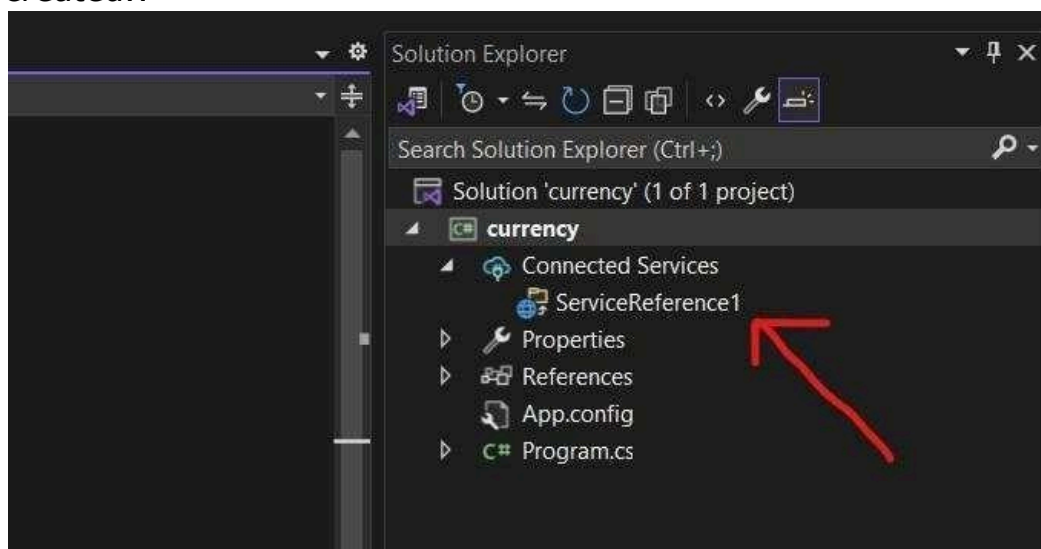 Solution Explorer
Search Solution Explorer (Ctrl+;)
Solution 'currency' (1 of 1 project)
C# currency
Connected Services
ServiceReference1
Properties
References
App.config
C# Program.cs